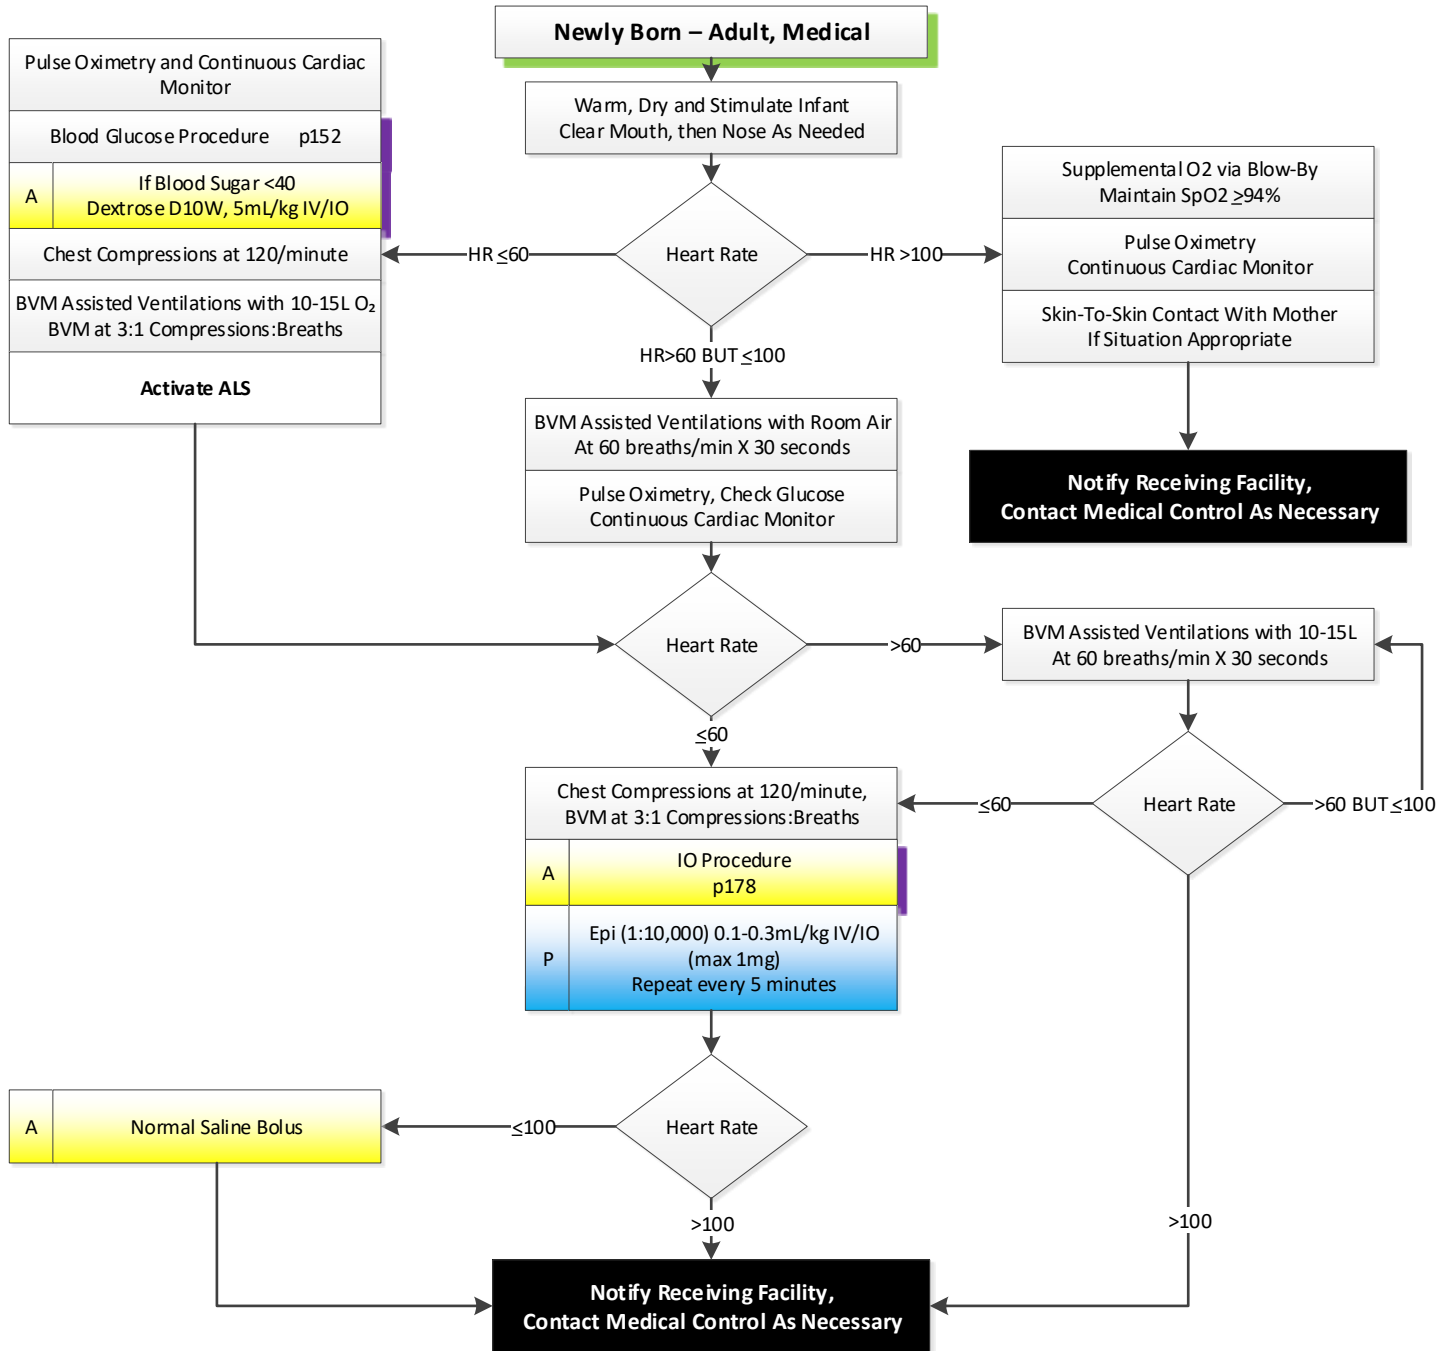 Newly Born – Adult, Medical
Pulse Oximetry and Continuous Cardiac
Monitor
Blood Glucose Procedure p152
A
If Blood Sugar <40
Dextrose D10W, 5mL/kg IV/IO
Chest Compressions at 120/minute
BVM Assisted Ventilations with 10-15L O₂
BVM at 3:1 Compressions:Breaths
Activate ALS
Warm, Dry and Stimulate Infant
Clear Mouth, then Nose As Needed
Heart Rate
HR ≤60
HR >100
HR>60 BUT ≤100
Supplemental O2 via Blow-By
Maintain SpO2 ≥94%
Pulse Oximetry
Continuous Cardiac Monitor
Skin-To-Skin Contact With Mother
If Situation Appropriate
Notify Receiving Facility,
Contact Medical Control As Necessary
BVM Assisted Ventilations with Room Air
At 60 breaths/min X 30 seconds
Pulse Oximetry, Check Glucose
Continuous Cardiac Monitor
Heart Rate
>60
≤60
BVM Assisted Ventilations with 10-15L
At 60 breaths/min X 30 seconds
Heart Rate
≤60
>60 BUT ≤100
>100
Chest Compressions at 120/minute,
BVM at 3:1 Compressions:Breaths
A
IO Procedure
p178
P
Epi (1:10,000) 0.1-0.3mL/kg IV/IO
(max 1mg)
Repeat every 5 minutes
Heart Rate
≤100
>100
A
Normal Saline Bolus
Notify Receiving Facility,
Contact Medical Control As Necessary